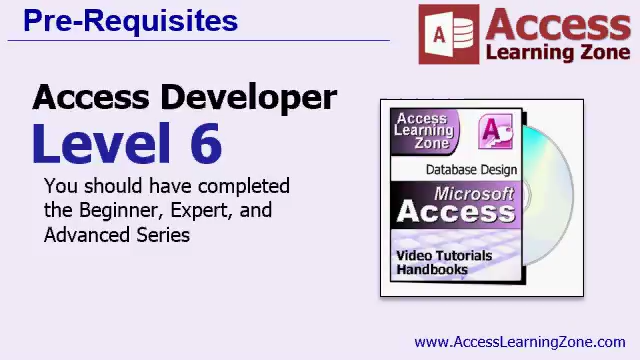 Pre-Requisites
A
Access
Learning Zone
Access Developer
Level 6
You should have completed
the Beginner, Expert, and
Advanced Series
Access
Learning
Zone
A
Database Design
Microsoft
Access
Video Tutorials
Handbooks
www.AccessLearningZone.com